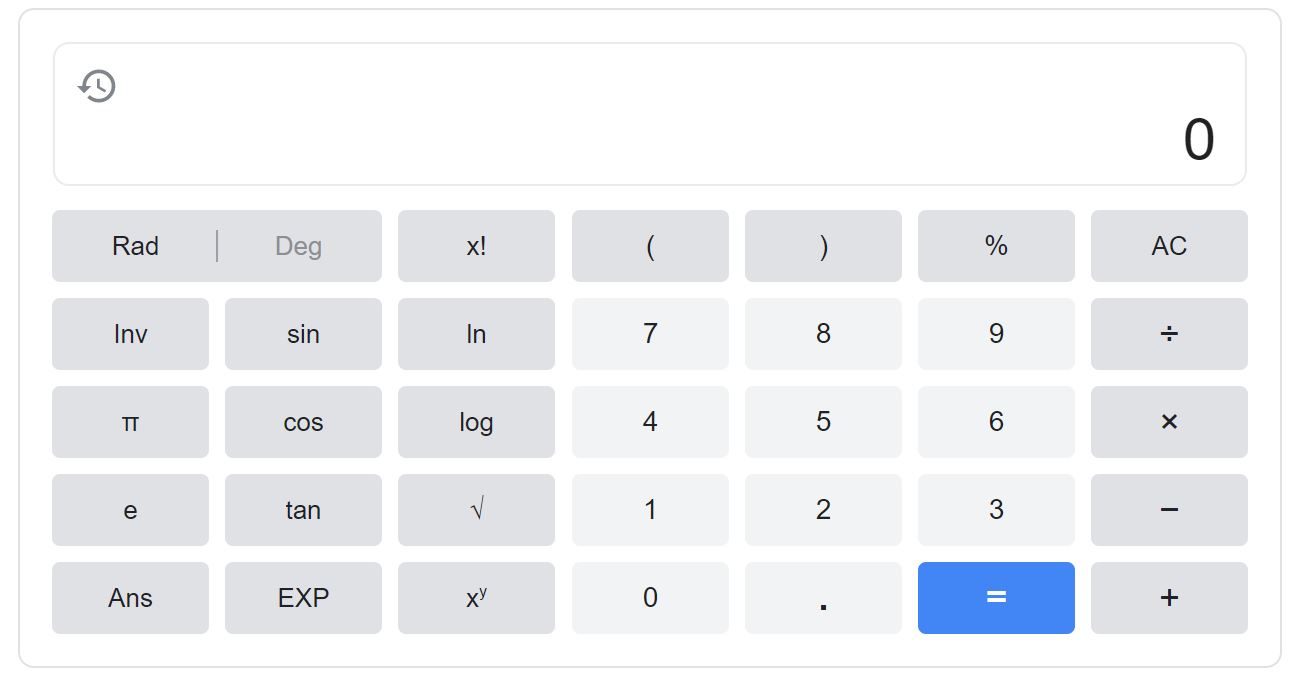 0
Rad | Deg x! ( ) % AC
Inv sin ln 7 8 9 ÷
π cos log 4 5 6 ×
e tan √ 1 2 3 −
Ans EXP xʸ 0 . = +